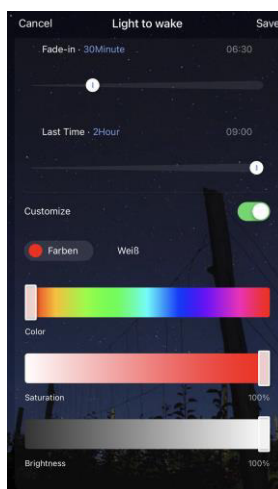 Cancel Light to wake Save
Fade-in · 30Minute 06:30
Last Time · 2Hour 09:00
Customize
Farben Weiß
Color
Saturation 100%
Brightness 100%